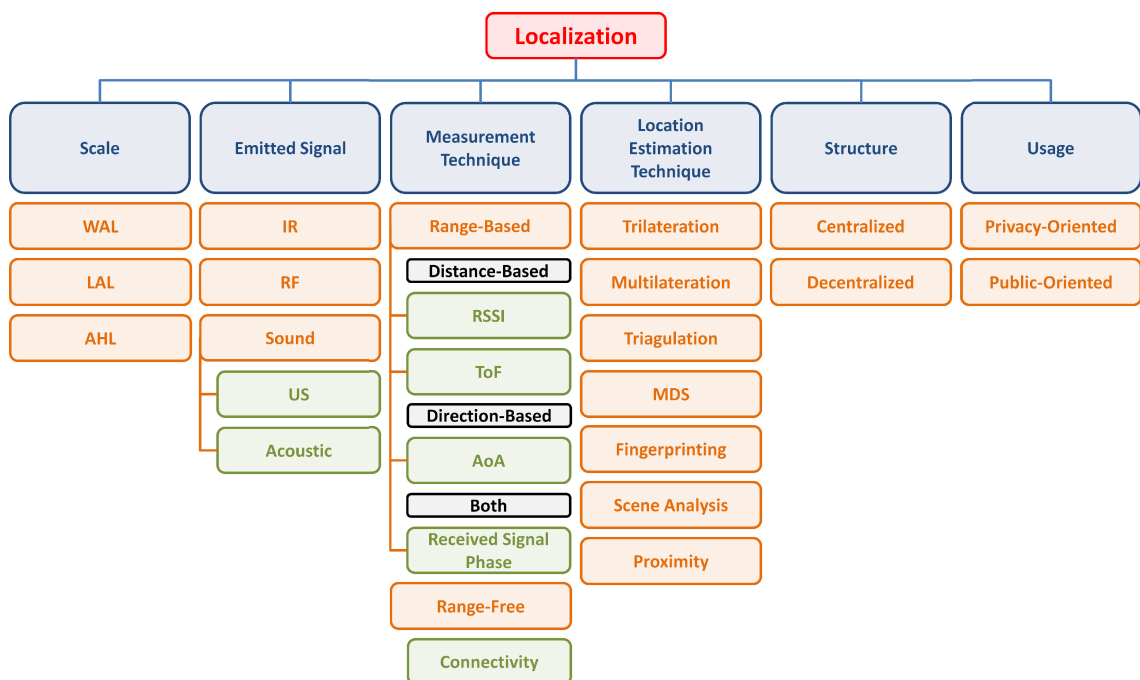 Localization
Scale
Emitted Signal
Measurement
Technique
Location
Estimation
Technique
Structure
Usage
WAL
LAL
AHL
IR
RF
Sound
US
Acoustic
Range-Based
Distance-Based
RSSI
ToF
Direction-Based
AoA
Both
Received Signal
Phase
Range-Free
Connectivity
Trilateration
Multilateration
Triagulation
MDS
Fingerprinting
Scene Analysis
Proximity
Centralized
Decentralized
Privacy-Oriented
Public-Oriented